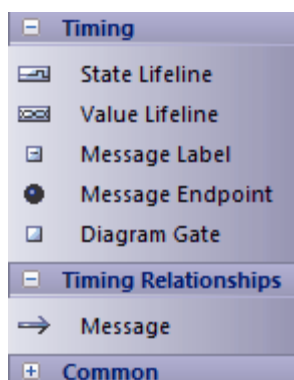 Timing
State Lifeline
Value Lifeline
Message Label
Message Endpoint
Diagram Gate
Timing Relationships
Message
Common